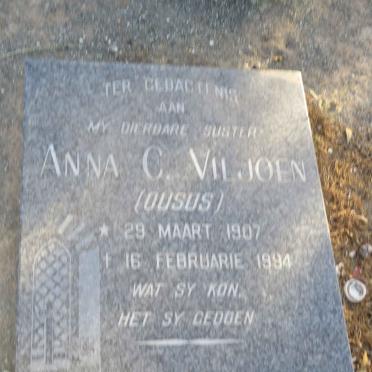 TER GEDAGTENIS
AAN
MY DIERBARE SUSTER
ANNA C. VILJOEN
(OUSUS)
* 29 MAART 1907
† 16 FEBRUARIE 1994
WAT SY KON,
HET SY GEDOEN